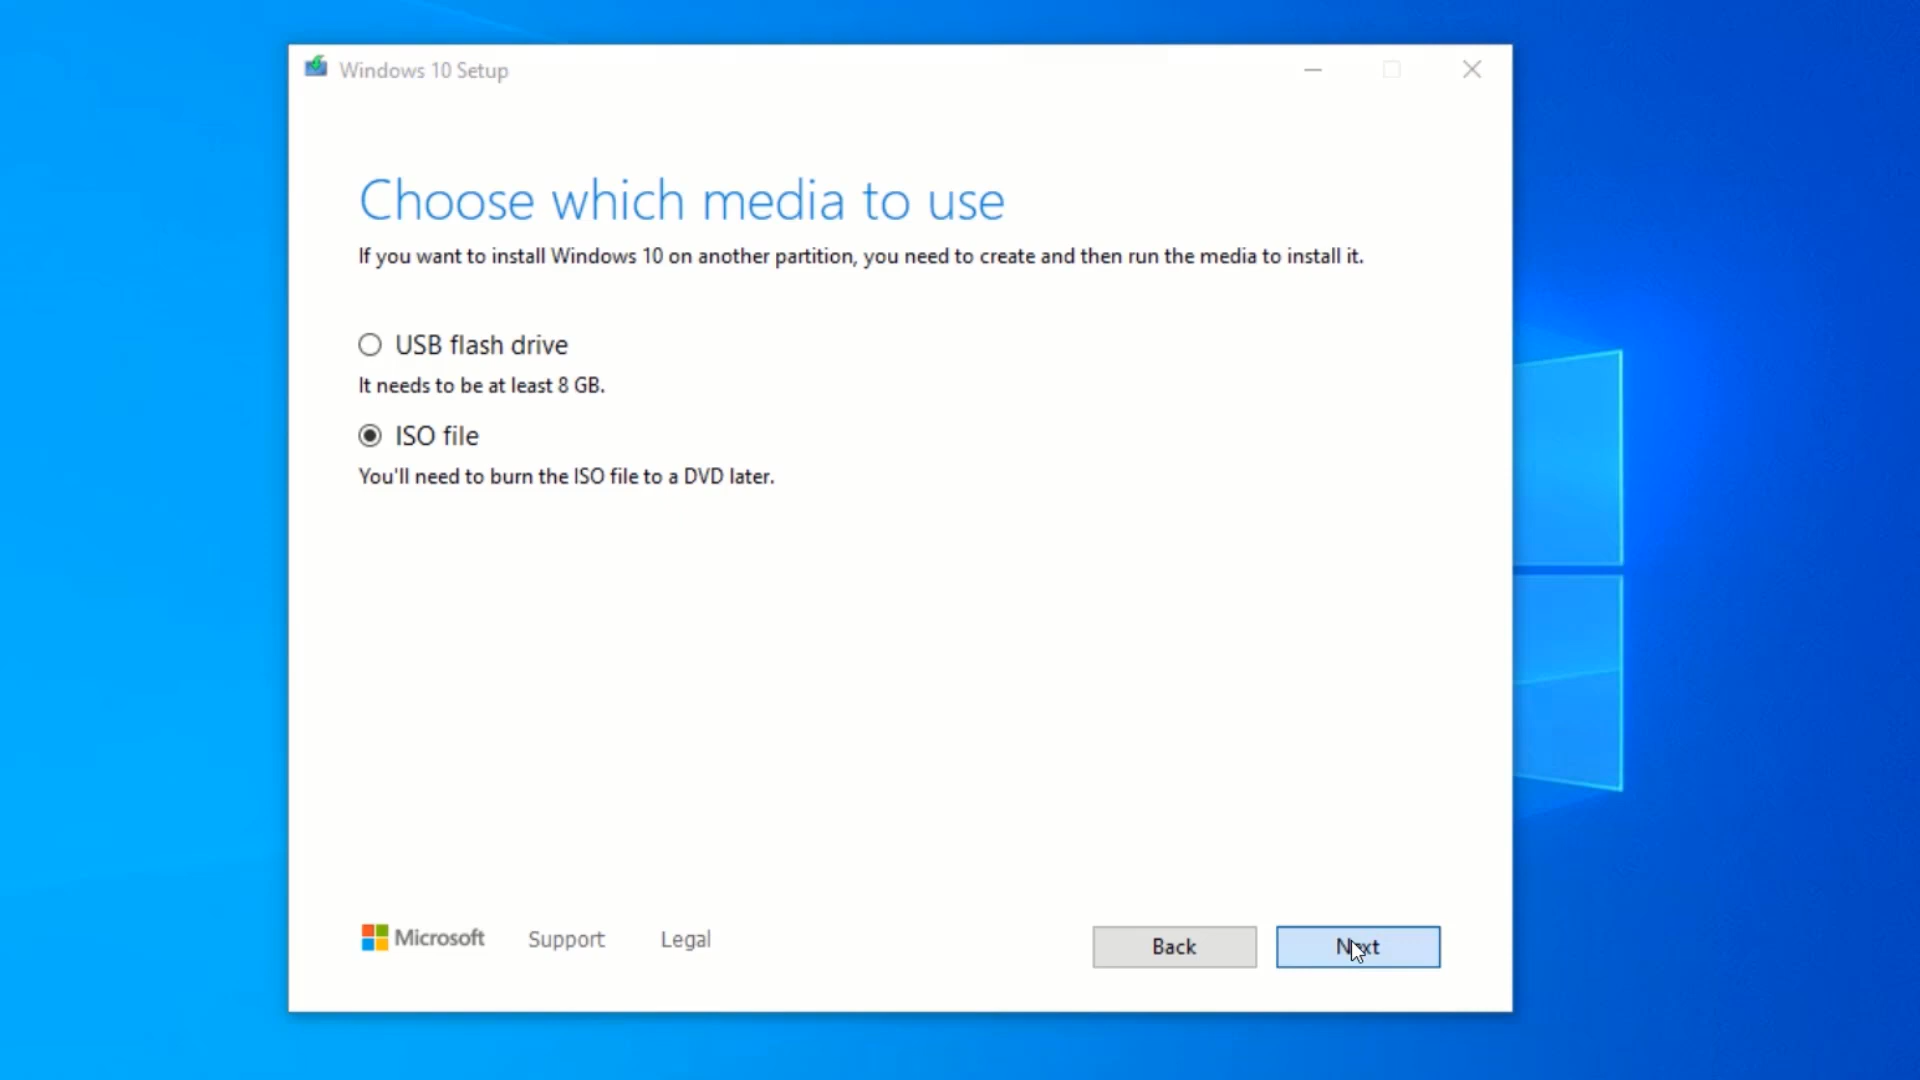 Windows 10 Setup
Choose which media to use
If you want to install Windows 10 on another partition, you need to create and then run the media to install it.
USB flash drive
It needs to be at least 8 GB.
ISO file
You'll need to burn the ISO file to a DVD later.
Microsoft Support Legal Back Next